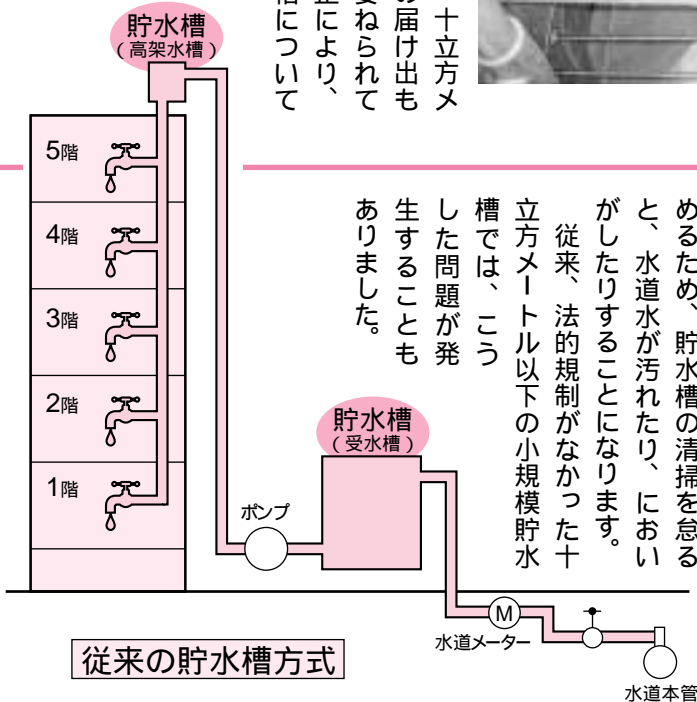 めるため、貯水槽の清掃を怠る
と、水道水が汚れたり、におい
がしたりすることになります。
従来、法的規制がなかった十
立方メートル以下の小規模貯水
槽では、こう
した問題が発
生することも
ありました。
十立方メ
の届け出も
委ねられて
正により、
について
貯水槽
（高架水槽）
5階
4階
3階
2階
1階
貯水槽
（受水槽）
ポンプ
M
水道メーター
水道本管
従来の貯水槽方式